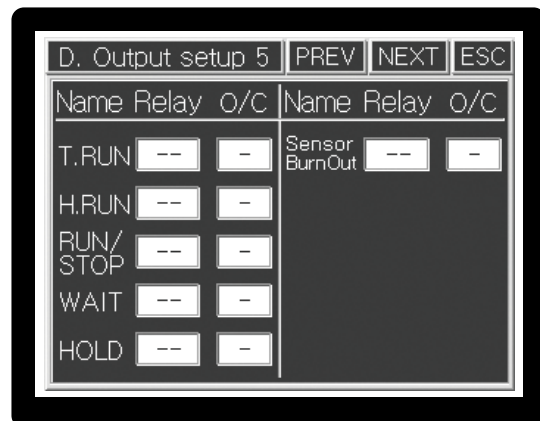 D. Output setup 5 PREV NEXT ESC
Name Relay O/C Name Relay O/C
T.RUN -- - Sensor BurnOut -- -
H.RUN -- -
RUN/
STOP -- -
WAIT -- -
HOLD -- -